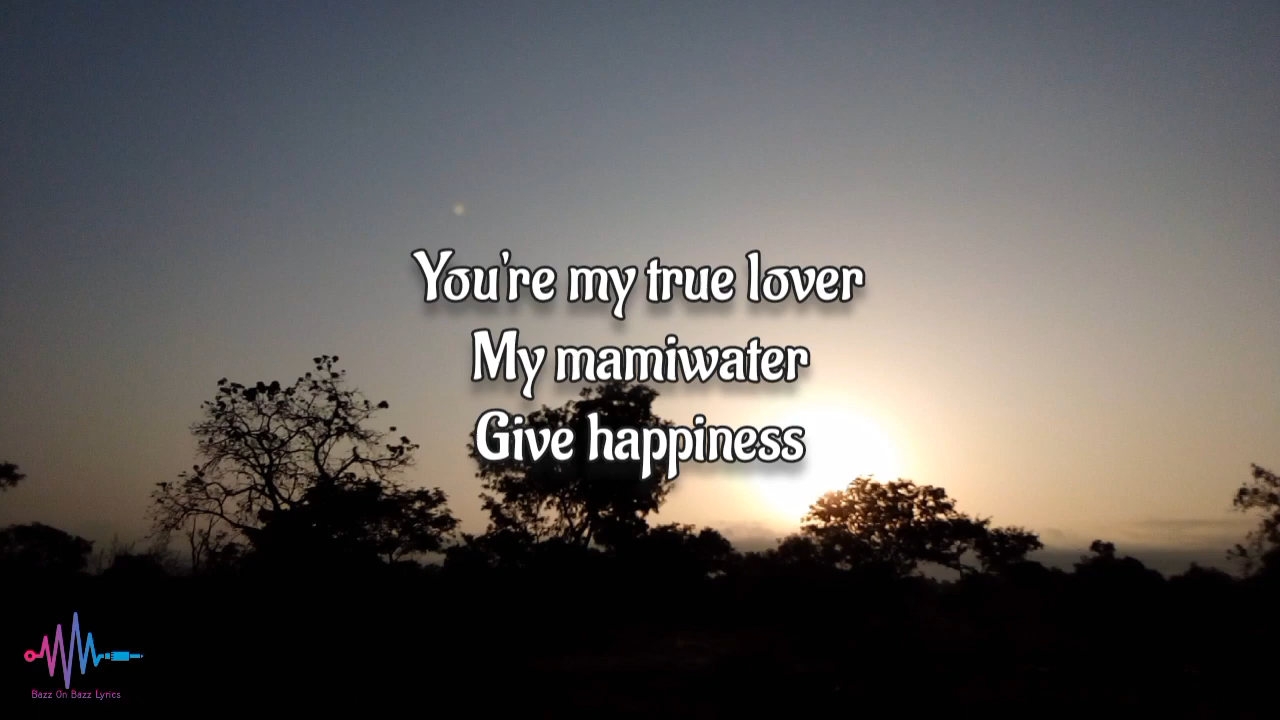 You're my true lover
My mamiwater
Give happiness
Bazz On Bazz Lyrics